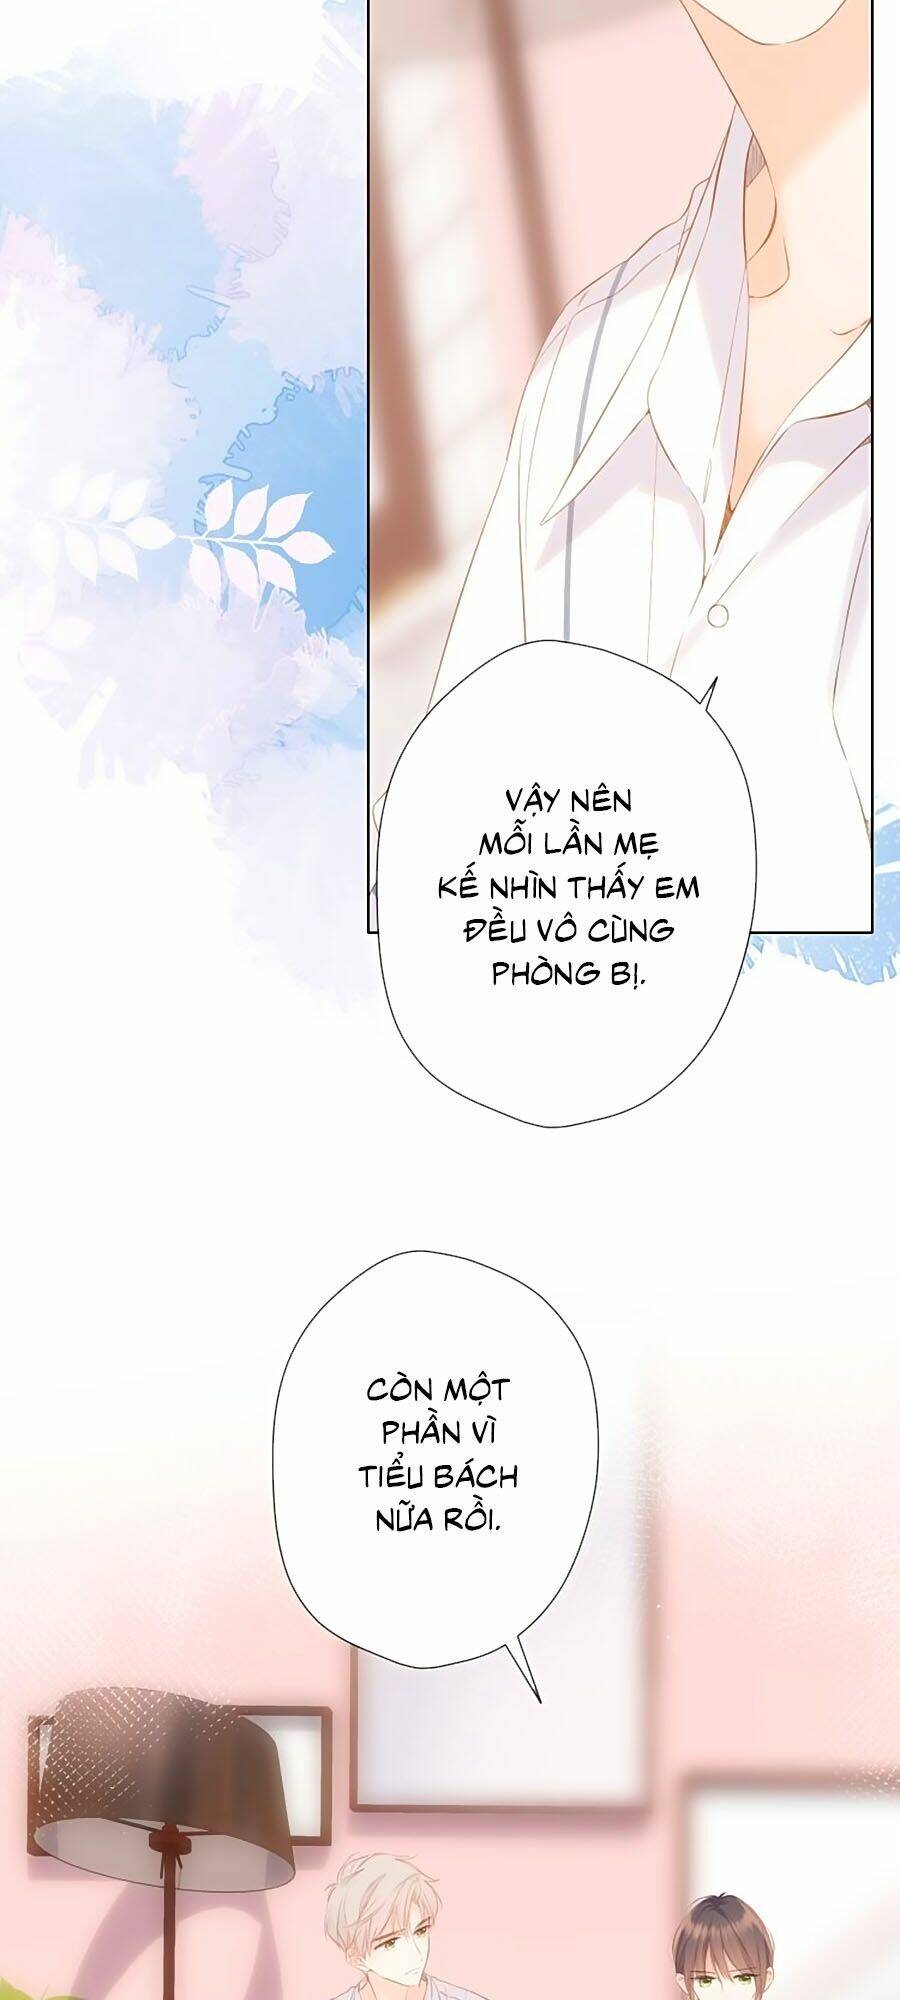 VẬY NÊN
MỖI LẦN MẸ
KẾ NHÌN THẤY EM
ĐỀU VÔ CÙNG
PHÒNG BỊ.
CÒN MỘT
PHẦN VÌ
TIỂU BÁCH
NỮA RỒI.